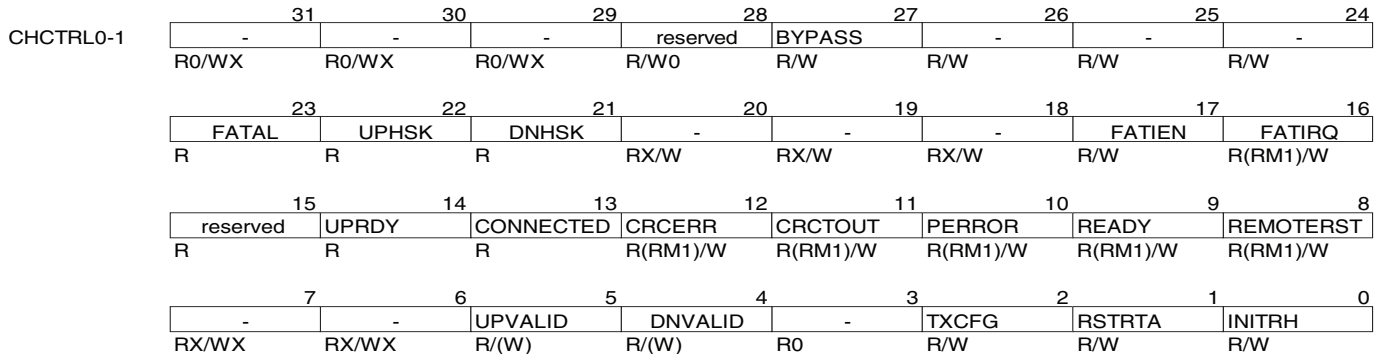 31 30 29 28 27 26 25 24
CHCTRL0-1 - - - reserved BYPASS - - -
R0/WX R0/WX R0/WX R/W0 R/W R/W R/W R/W
23 22 21 20 19 18 17 16
FATAL UPHSK DNHSK - - - FATIEN FATIRQ
R R R RX/W RX/W RX/W R/W R(RM1)/W
15 14 13 12 11 10 9 8
reserved UPRDY CONNECTED CRCERR CRCTOUT PERROR READY REMOTERST
R R R R(RM1)/W R(RM1)/W R(RM1)/W R(RM1)/W R(RM1)/W
7 6 5 4 3 2 1 0
- - UPVALID DNVALID - TXCFG RSTRTA INITRH
RX/WX RX/WX R/(W) R/(W) R0 R/W R/W R/W